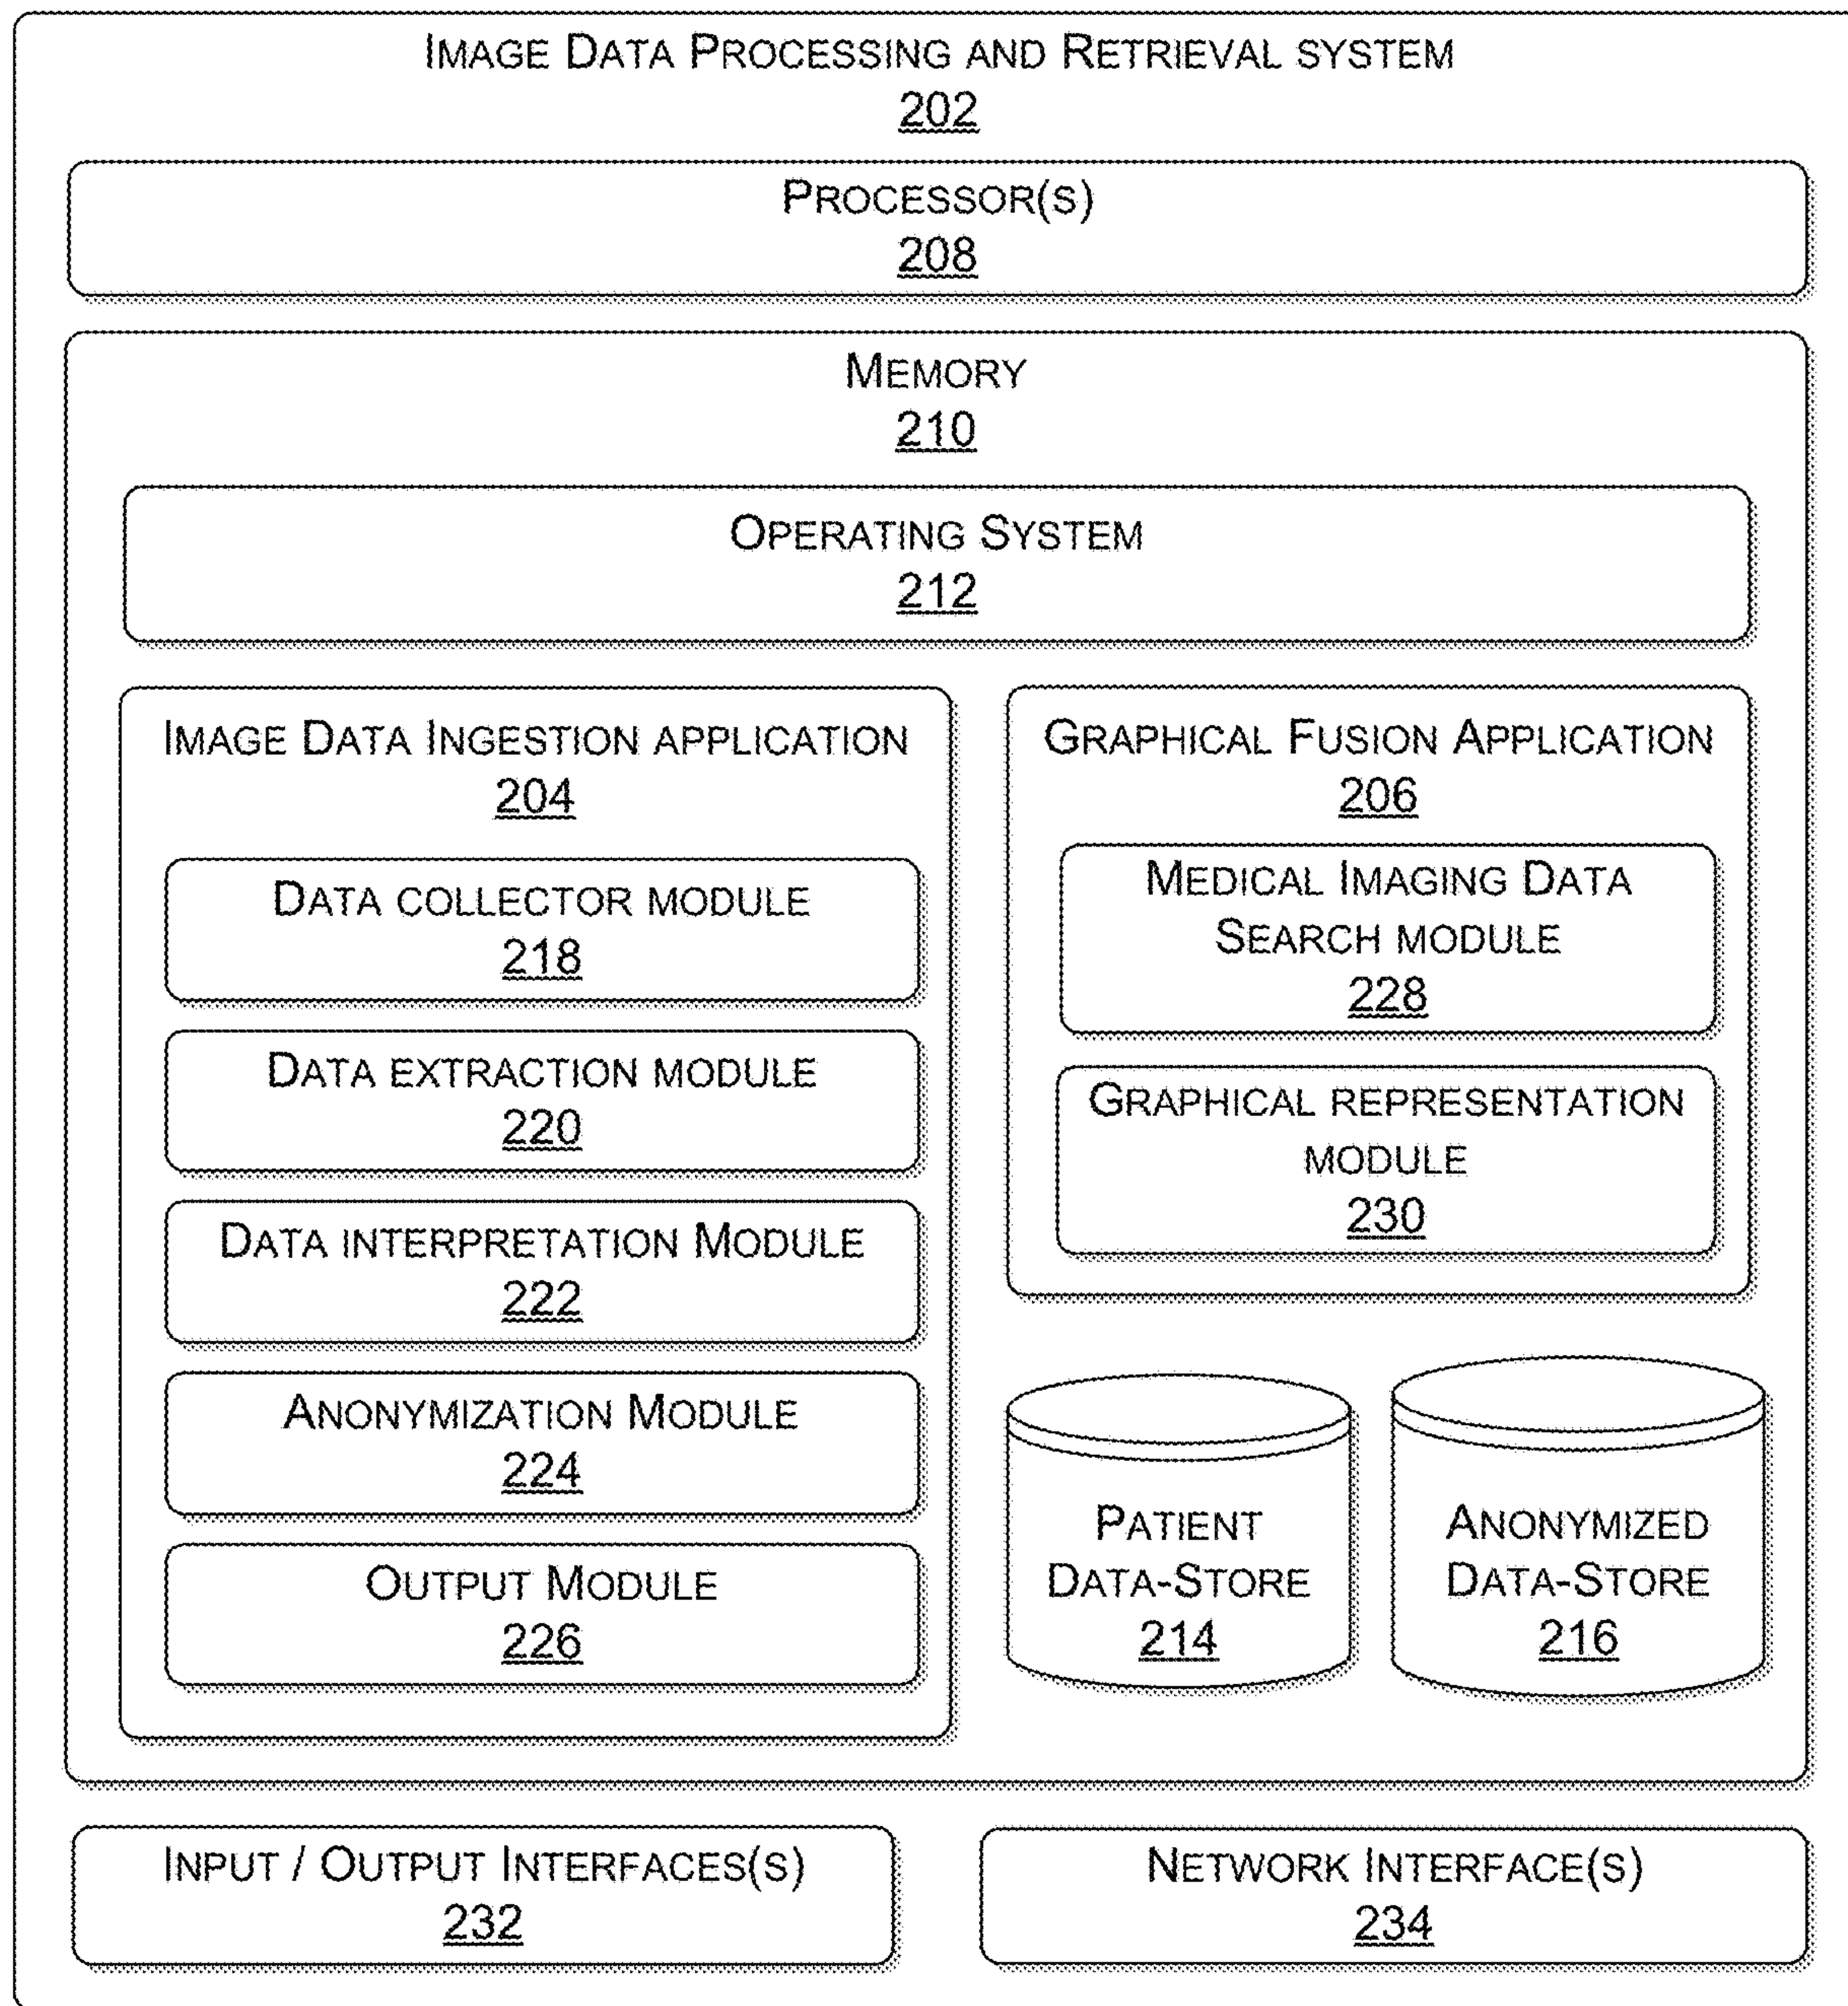 IMAGE DATA PROCESSING AND RETRIEVAL SYSTEM
202
PROCESSOR(S)
208
MEMORY
210
OPERATING SYSTEM
212
IMAGE DATA INGESTION APPLICATION
204
DATA COLLECTOR MODULE
218
DATA EXTRACTION MODULE
220
DATA INTERPRETATION MODULE
222
ANONYMIZATION MODULE
224
OUTPUT MODULE
226
GRAPHICAL FUSION APPLICATION
206
MEDICAL IMAGING DATA
SEARCH MODULE
228
GRAPHICAL REPRESENTATION
MODULE
230
PATIENT
DATA-STORE
214
ANONYMIZED
DATA-STORE
216
INPUT / OUTPUT INTERFACES(S)
232
NETWORK INTERFACE(S)
234